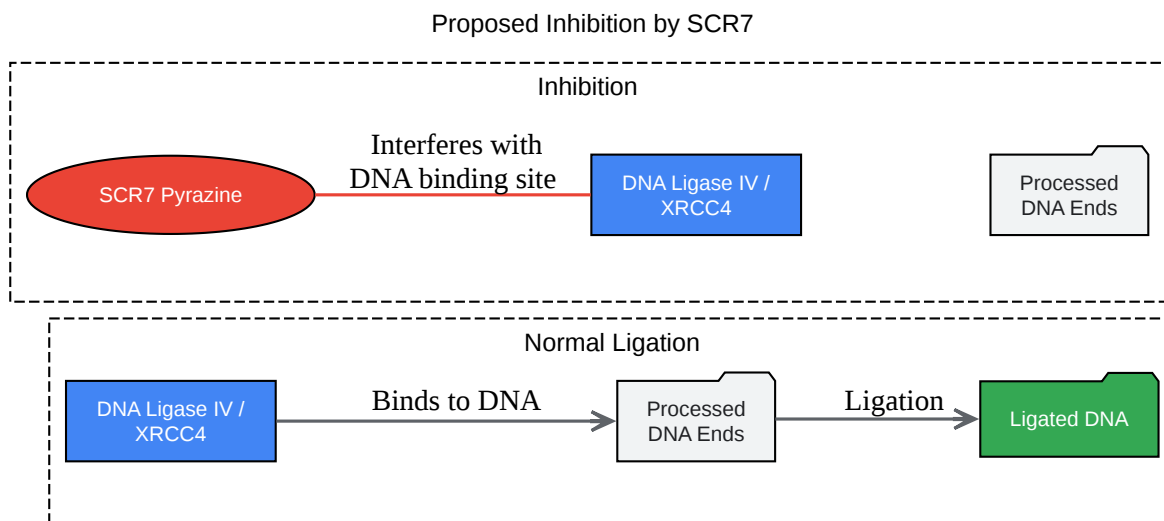 Proposed Inhibition by SCR7
Inhibition
SCR7 Pyrazine
Interferes with
DNA binding site
DNA Ligase IV /
XRCC4
Processed
DNA Ends
Normal Ligation
DNA Ligase IV /
XRCC4
Binds to DNA
Processed
DNA Ends
Ligation
Ligated DNA